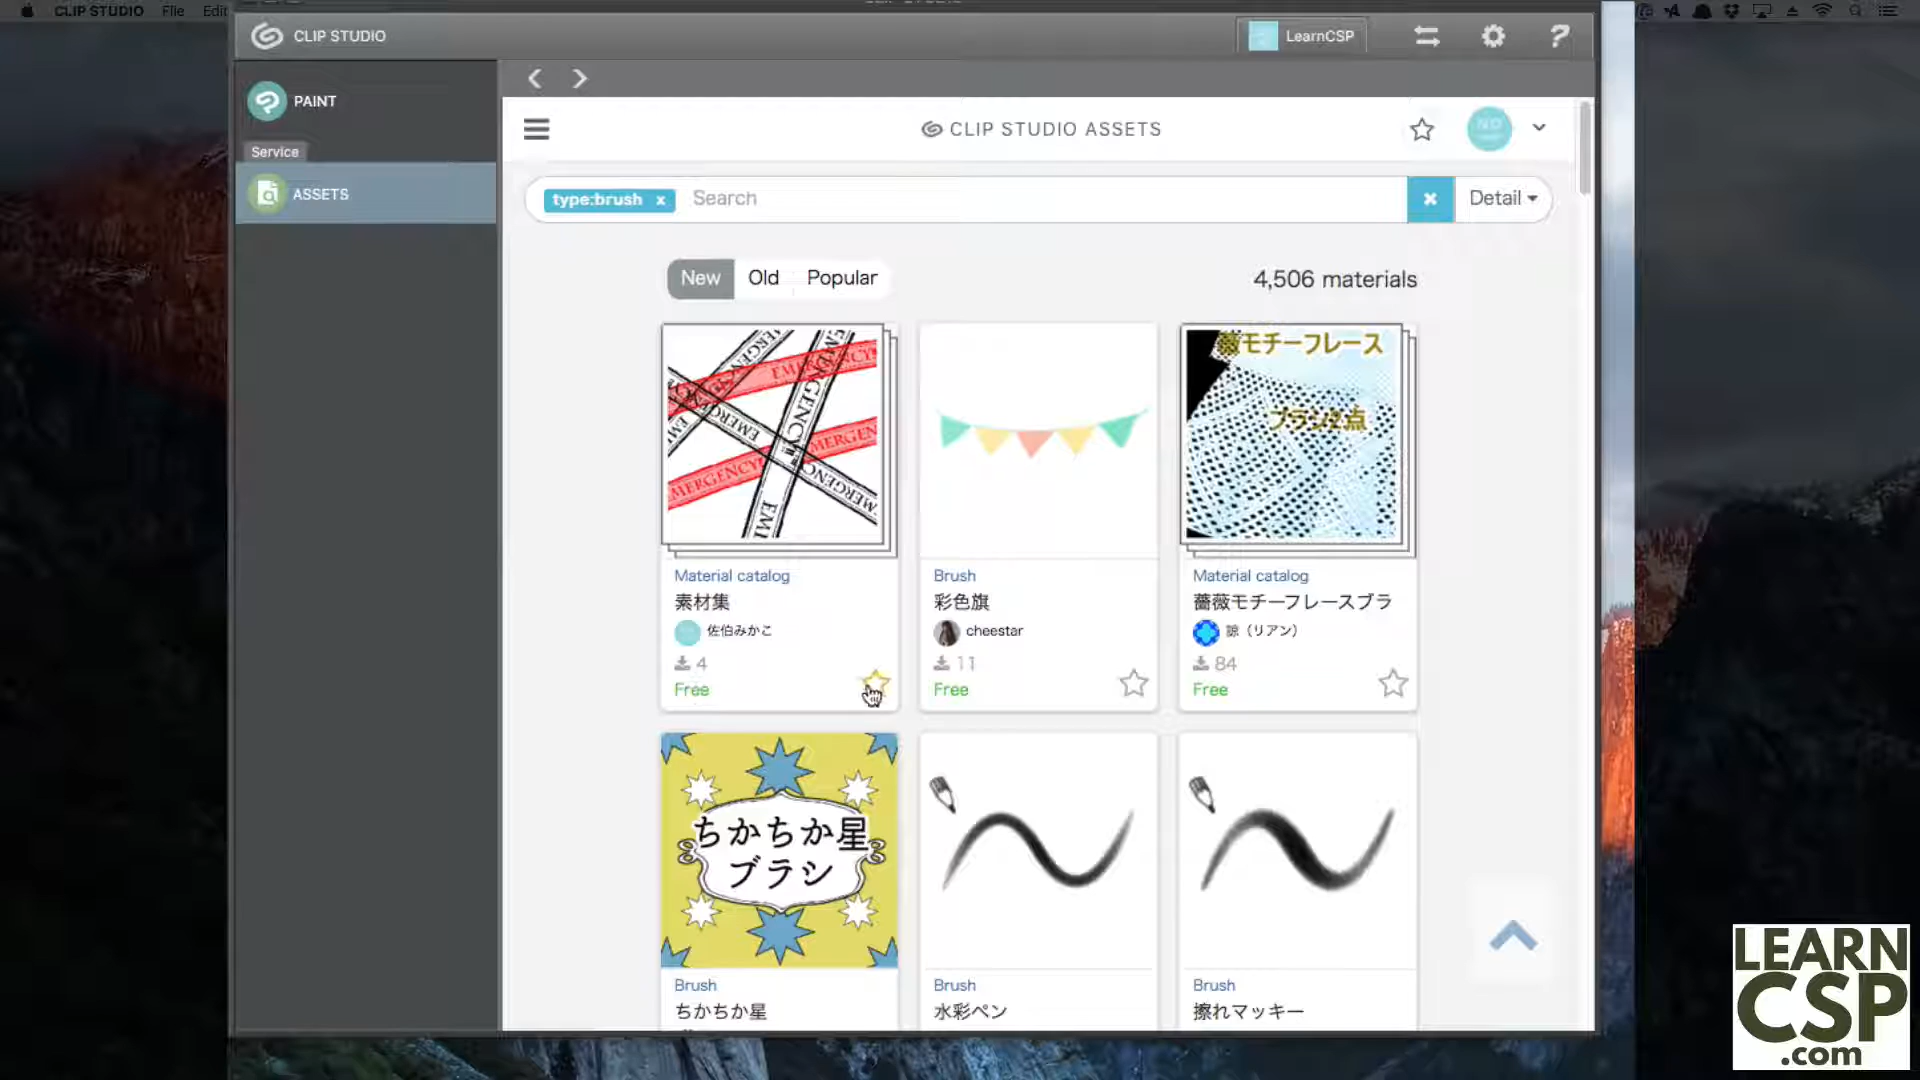 CLIP STUDIO File Edit
CLIP STUDIO
LearnCSP
PAINT
Service
ASSETS
CLIP STUDIO ASSETS
type:brush x Search
Detail
New Old Popular
4,506 materials
EMERGENCY!!
薔薇モチーフレース
ブラシ2点
Material catalog
素材集
佐伯みかこ
4
Free
Brush
彩色旗
cheestar
11
Free
Material catalog
薔薇モチーフレースブラ
諒（リアン）
84
Free
ちかちか星
ブラシ
Brush
ちかちか星
Brush
水彩ペン
Brush
擦れマッキー
LEARN
CSP
.com